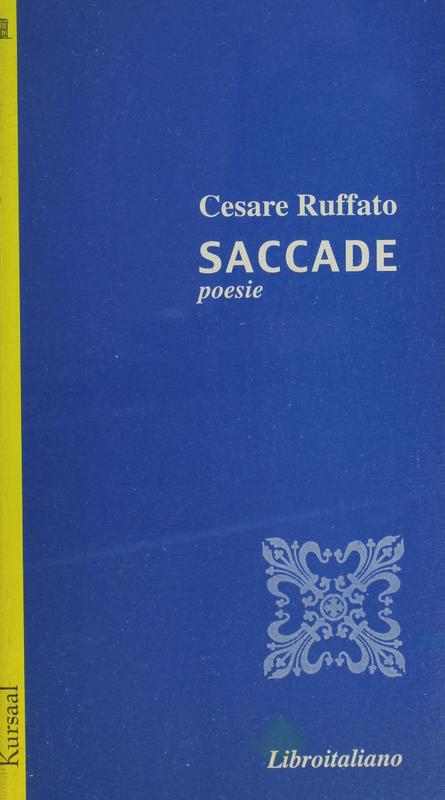 Cesare Ruffato
SACCADE
poesie
Libroitaliano
Kursaal